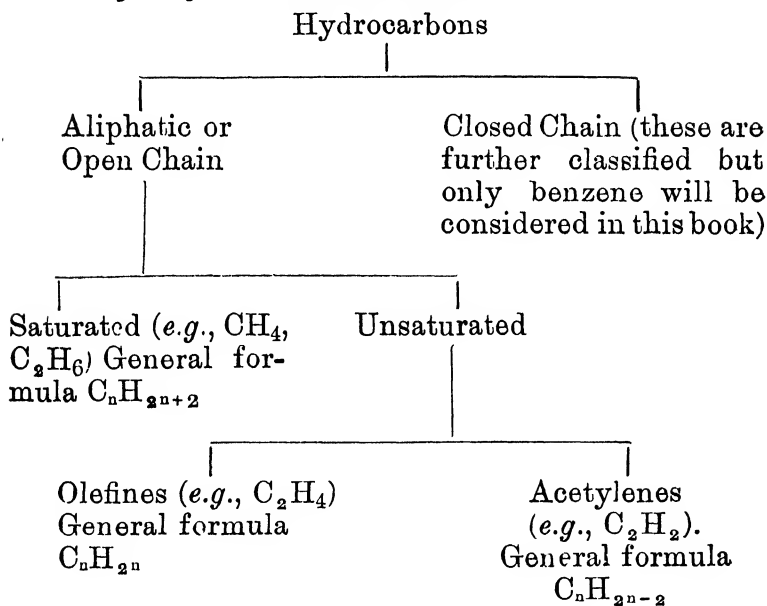 Hydrocarbons
Aliphatic or
Open Chain
Closed Chain (these are
further classified but
only benzene will be
considered in this book)
Saturated (e.g., CH₄,
C₂H₆) General for-
mula CₙH₂ₙ₊₂
Unsaturated
Olefines (e.g., C₂H₄)
General formula
CₙH₂ₙ
Acetylenes
(e.g., C₂H₂).
General formula
CₙH₂ₙ₋₂